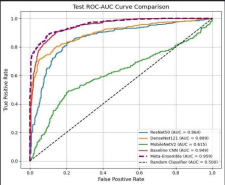 Test ROC-AUC Curve Comparison
1.0
0.8
0.6
0.4
0.2
0.0
True Positive Rate
ResNet50 (AUC = 0.864)
DenseNet121 (AUC = 0.889)
MobileNetV2 (AUC = 0.615)
Baseline CNN (AUC = 0.949)
Meta-Ensemble (AUC = 0.959)
Random Classifier (AUC = 0.500)
0.0 0.2 0.4 0.6 0.8 1.0
False Positive Rate